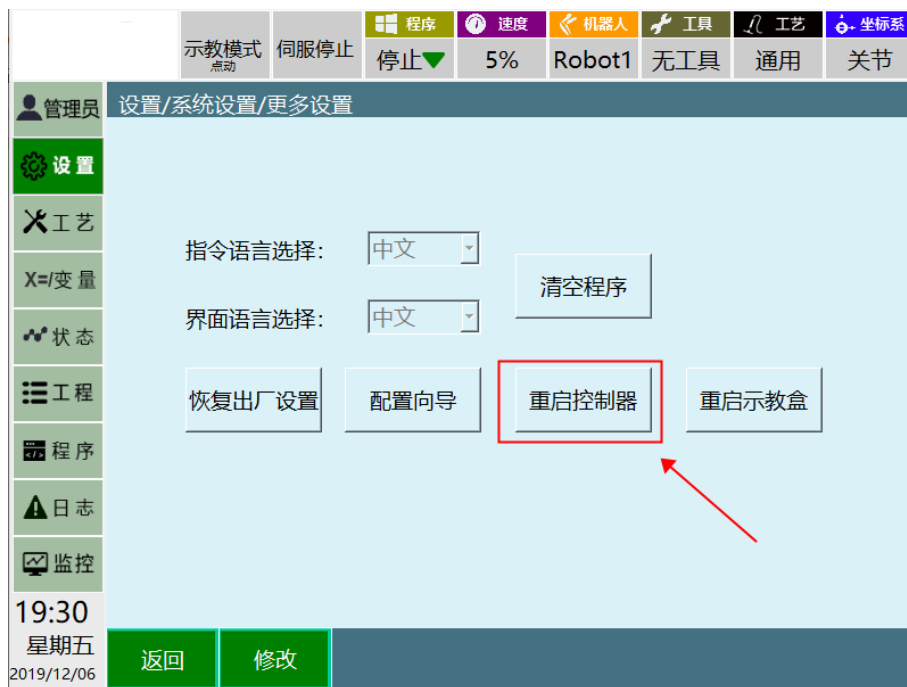 程序 速度 机器人 工具 工艺 坐标系
示教模式 伺服停止 停止 5% Robot1 无工具 通用 关节
点动
管理员
设置/系统设置/更多设置
设置
工艺
指令语言选择: 中文
X=/变量
清空程序
界面语言选择: 中文
状态
工程
恢复出厂设置 配置向导 重启控制器 重启示教盒
程序
日志
监控
19:30
星期五
2019/12/06
返回 修改